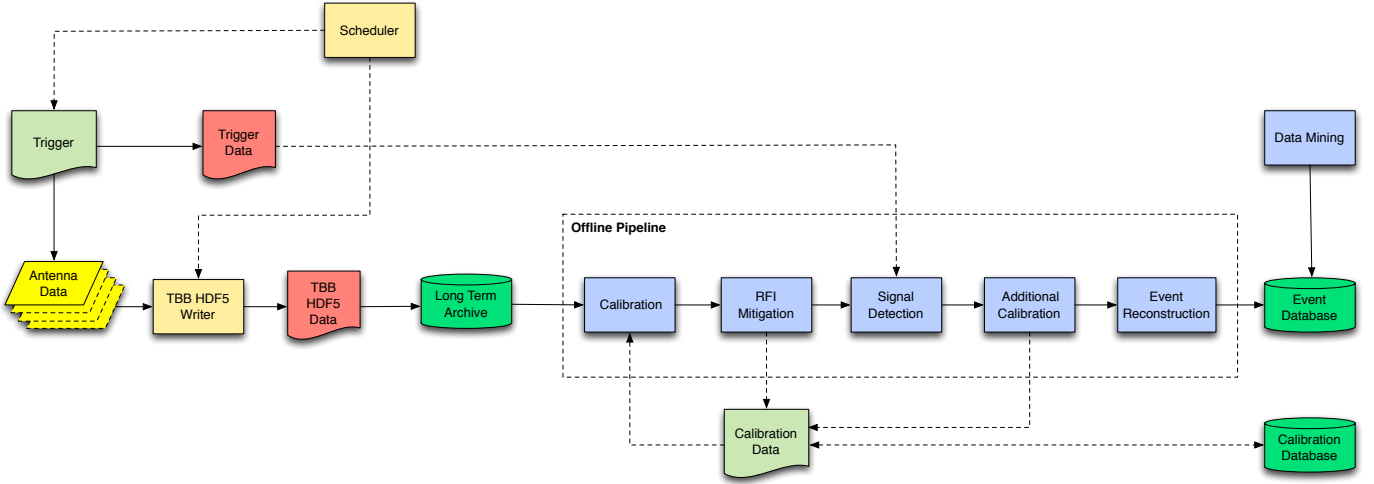 Scheduler
Trigger
Trigger
Data
Data Mining
Offline Pipeline
Antenna
Data
TBB HDF5
Writer
TBB
HDF5
Data
Long Term
Archive
Calibration
RFI
Mitigation
Signal
Detection
Additional
Calibration
Event
Reconstruction
Event
Database
Calibration
Data
Calibration
Database